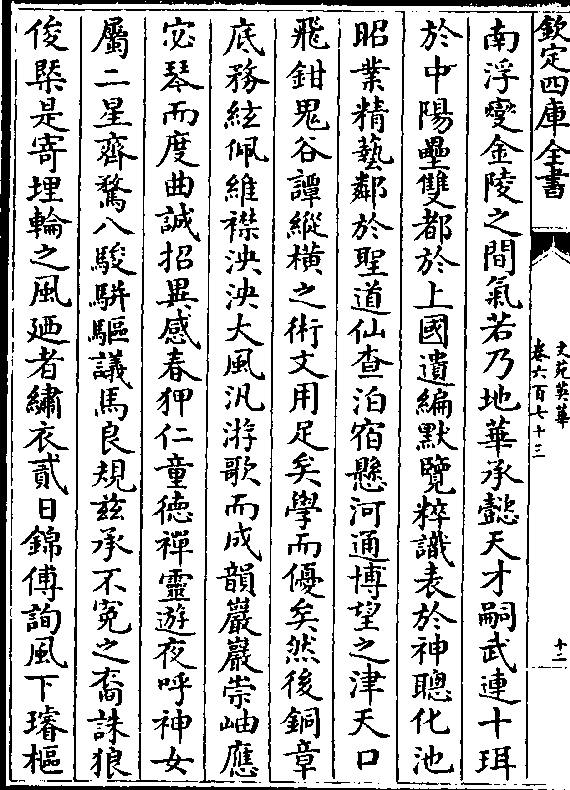 欽定四庫全書
文苑英華
卷六百七十三
十二
南浮變金陵之間氣若乃地華承懿天才嗣武連十珥
於中陽壘雙都於上國遺編默覽粹識表於神聰化池
昭業精藝鄰於聖道仙查泊宿懸河通博望之津天口
飛鉗鬼谷譚縱横之術文用足矣學而優矣然後銅章
底務絃佩維襟泱泱大風汎游歌而成韻巖巖崇岫應
宓琴而度曲誠招異感春狎仁童徳禪靈遊夜呼神女
屬二星齊騖八駿駢驅議馬良規兹承不寃之裔誅狼
俊槩是寄埋輪之風廼者繡衣貳日錦傅詢風下璿樞